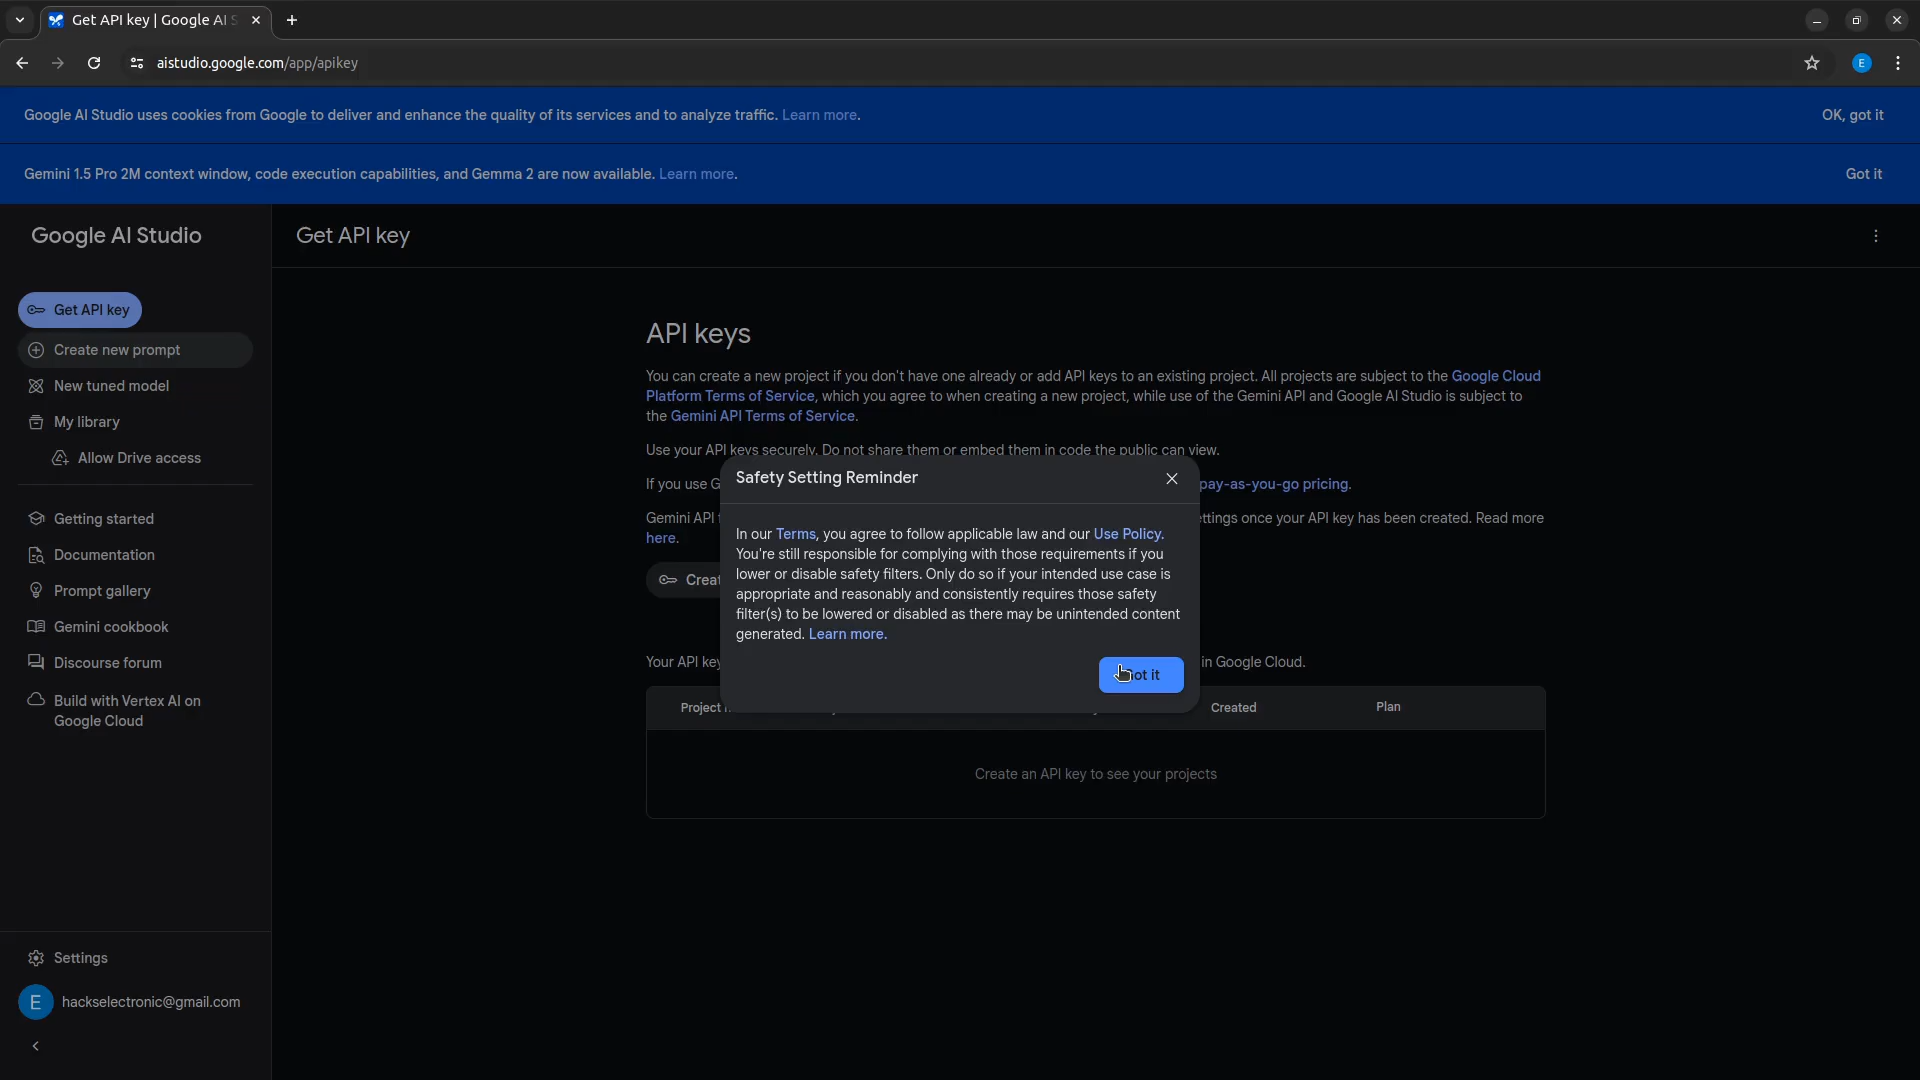 Get API key | Google AI S
aistudio.google.com/app/apikey
E
Google AI Studio uses cookies from Google to deliver and enhance the quality of its services and to analyze traffic. Learn more.
OK, got it
Gemini 1.5 Pro 2M context window, code execution capabilities, and Gemma 2 are now available. Learn more.
Got it
Google AI Studio
Get API key
Get API key
Create new prompt
New tuned model
My library
Allow Drive access
Getting started
Documentation
Prompt gallery
Gemini cookbook
Discourse forum
Build with Vertex AI on
Google Cloud
Settings
E
hackselectronic@gmail.com
API keys
You can create a new project if you don't have one already or add API keys to an existing project. All projects are subject to the Google Cloud
Platform Terms of Service, which you agree to when creating a new project, while use of the Gemini API and Google AI Studio is subject to
the Gemini API Terms of Service.
Use your API keys securely. Do not share them or embed them in code the public can view.
If you use G
pay-as-you-go pricing.
Gemini API
ettings once your API key has been created. Read more
here.
Creat
Safety Setting Reminder
In our Terms, you agree to follow applicable law and our Use Policy.
You're still responsible for complying with those requirements if you
lower or disable safety filters. Only do so if your intended use case is
appropriate and reasonably and consistently requires those safety
filter(s) to be lowered or disabled as there may be unintended content
generated. Learn more.
ot it
Your API key
in Google Cloud.
Project
Created
Plan
Create an API key to see your projects